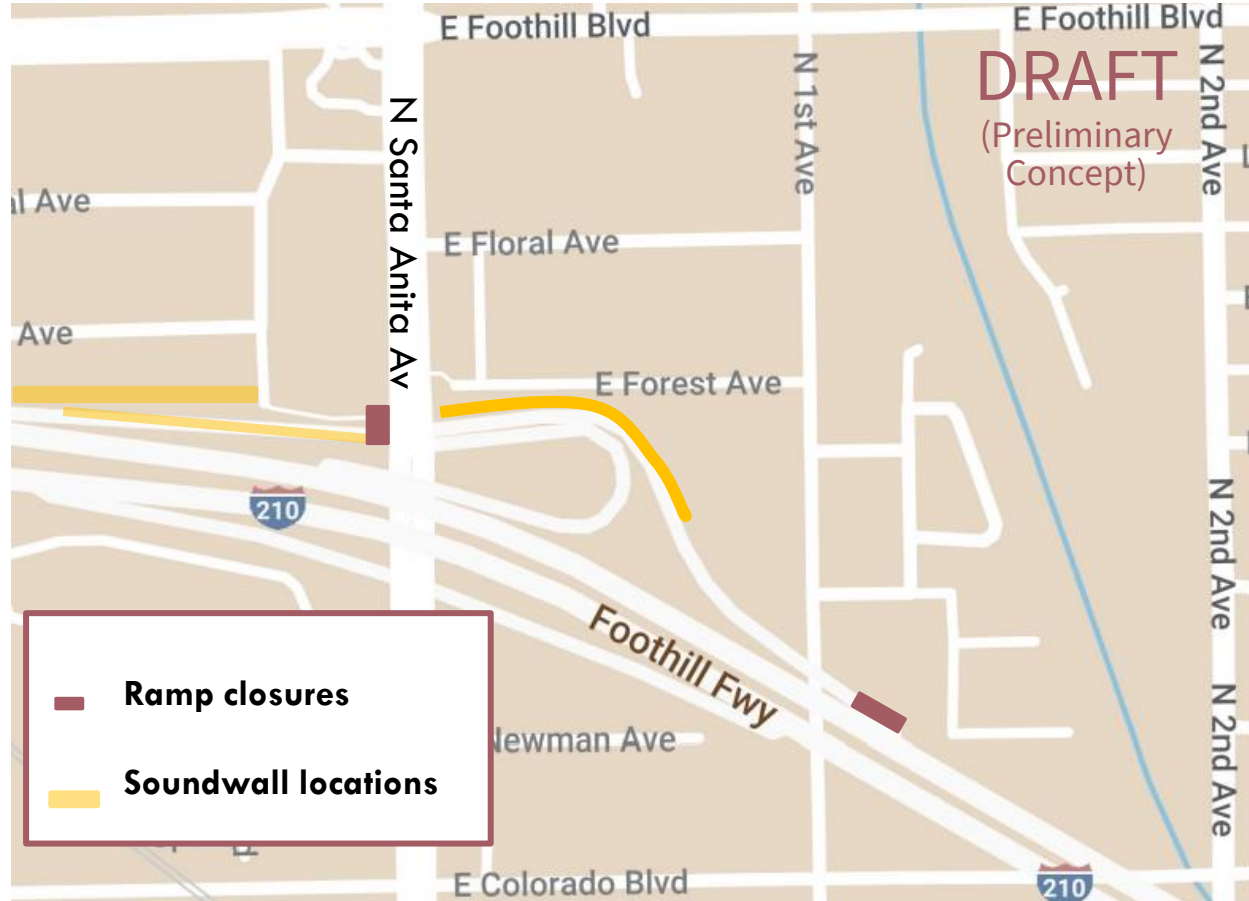 E Foothill Blvd
E Foothill Blvd
DRAFT
(Preliminary
Concept)
N Santa Anita Av
N 1st Ave
N 2nd Ave
Ave
E Floral Ave
Ave
E Forest Ave
210
N 2nd Ave
Foothill Fwy
Newman Ave
N 2nd Ave
Ramp closures
Soundwall locations
E Colorado Blvd
210